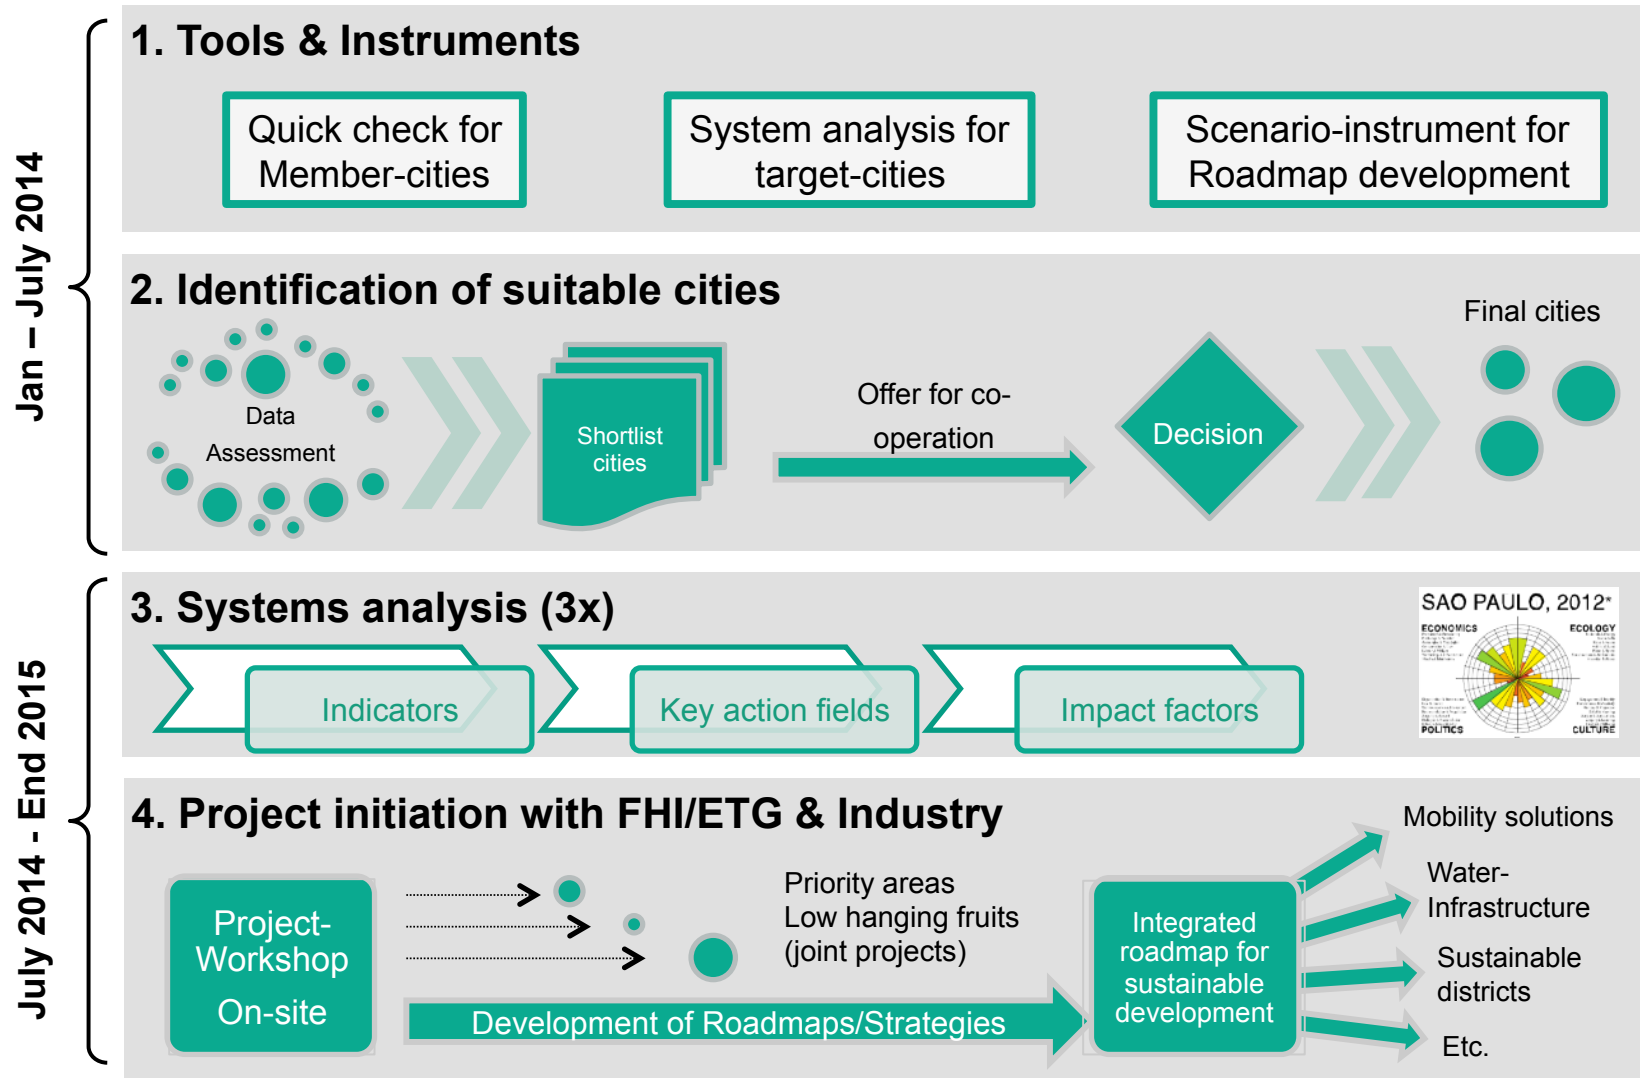 Jan – July 2014
1. Tools & Instruments
Quick check for
Member-cities
System analysis for
target-cities
Scenario-instrument for
Roadmap development
2. Identification of suitable cities
Data
Assessment
Shortlist
cities
Offer for co-
operation
Decision
Final cities
July 2014 - End 2015
3. Systems analysis (3x)
Indicators
Key action fields
Impact factors
SAO PAULO, 2012*
ECONOMICS
ECOLOGY
POLITICS
CULTURE
4. Project initiation with FHI/ETG & Industry
Project-
Workshop
On-site
Priority areas
Low hanging fruits
(joint projects)
Development of Roadmaps/Strategies
Integrated
roadmap for
sustainable
development
Mobility solutions
Water-
Infrastructure
Sustainable
districts
Etc.